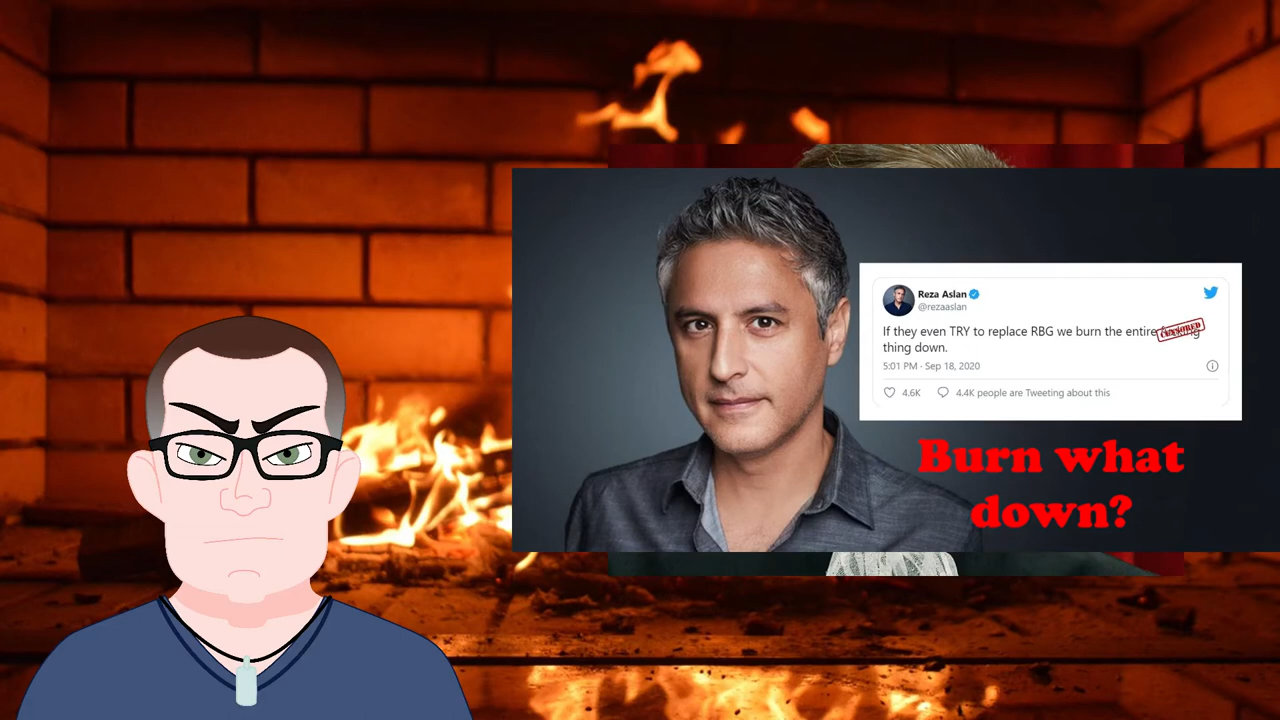 Reza Aslan
@rezaaslan
If they even TRY to replace RBG we burn the entire
CENSORED
thing down.
5:01 PM · Sep 18, 2020
4.6K 4.4K people are Tweeting about this
Burn what
down?